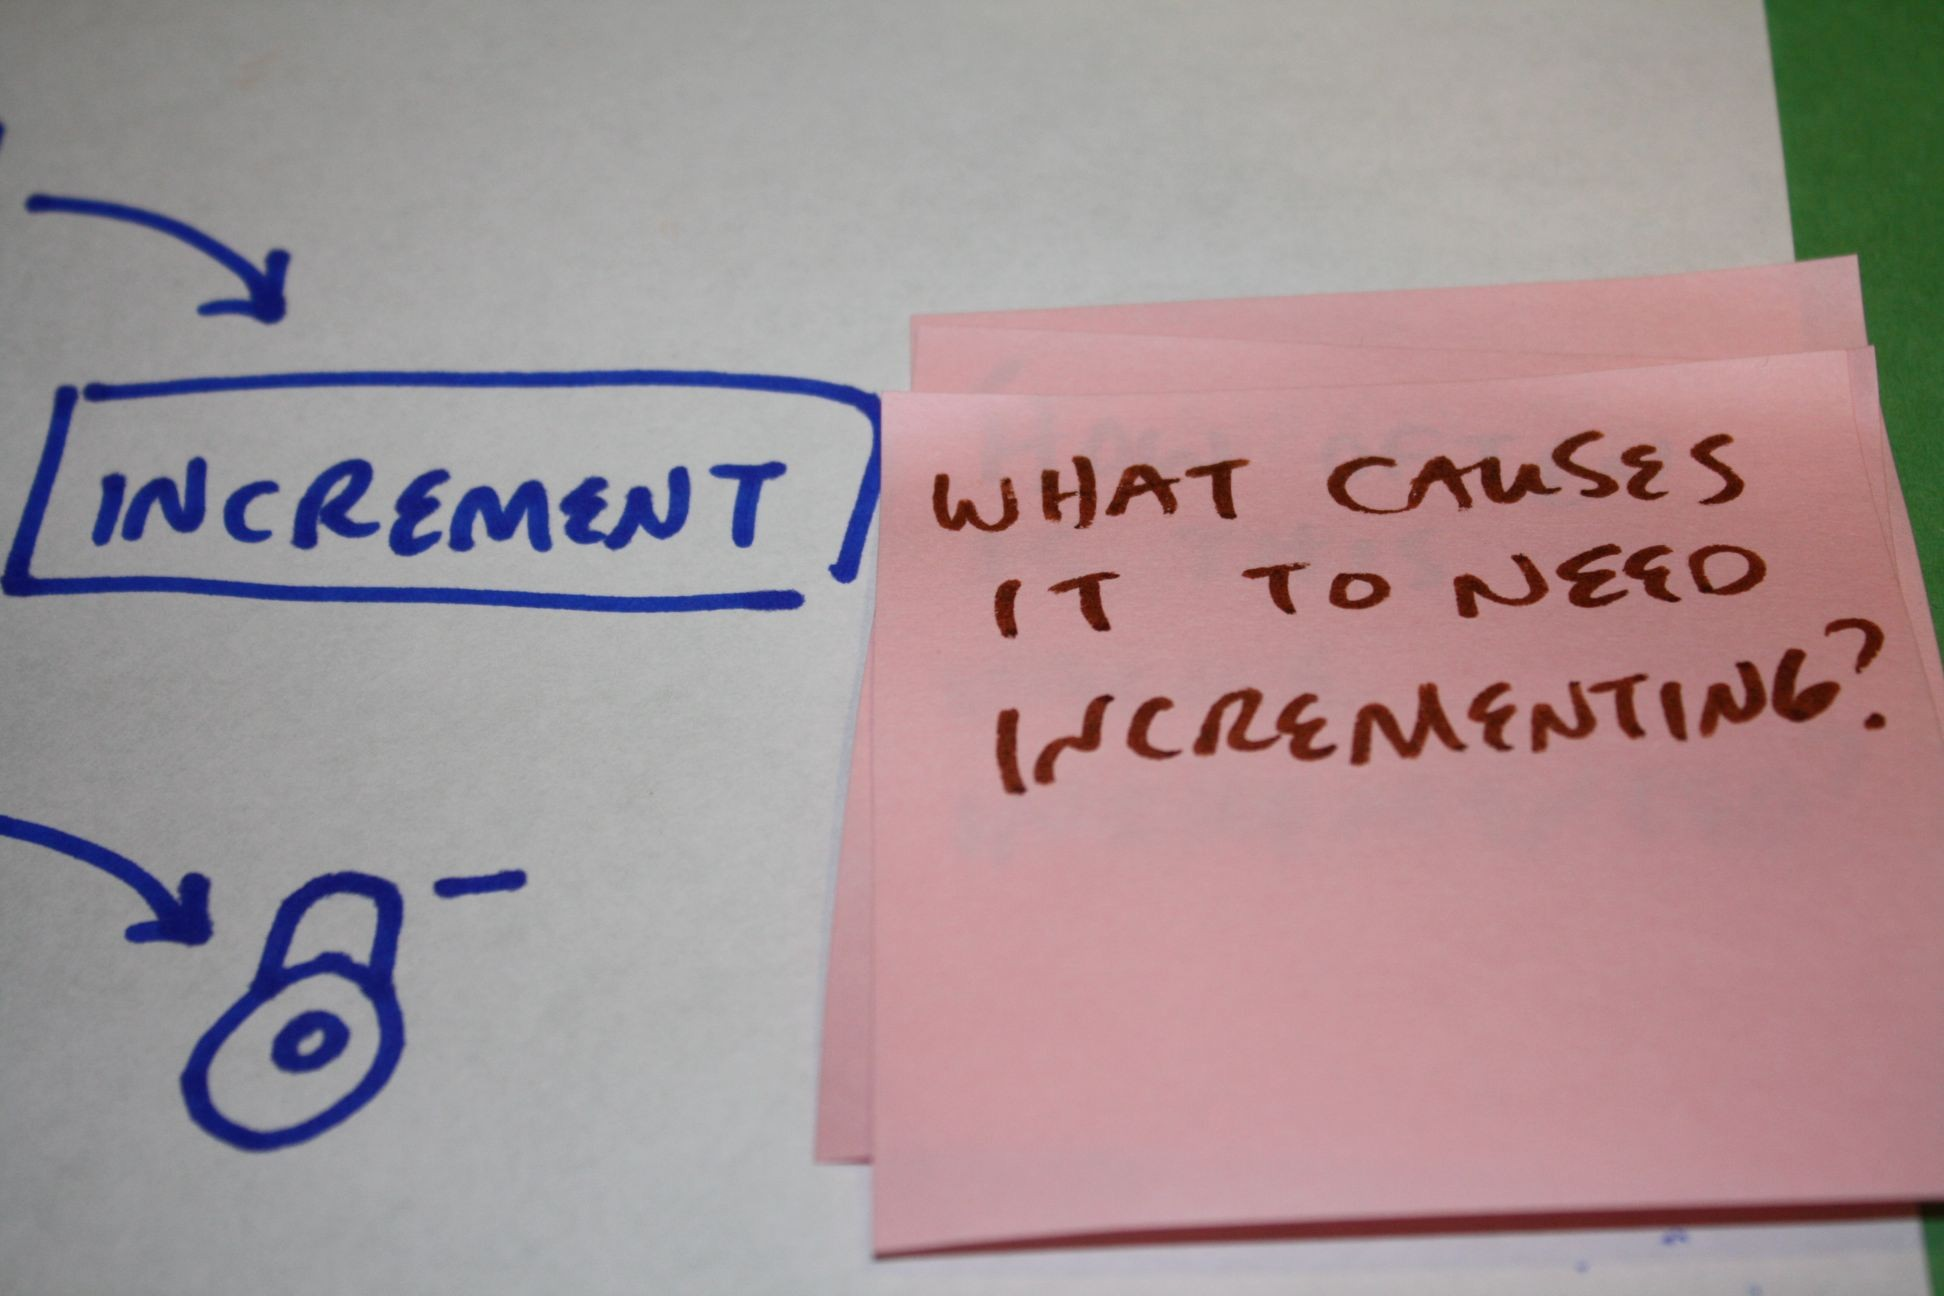 INCREMENT
WHAT CAUSES
IT TO NEED
INCREMENTING?